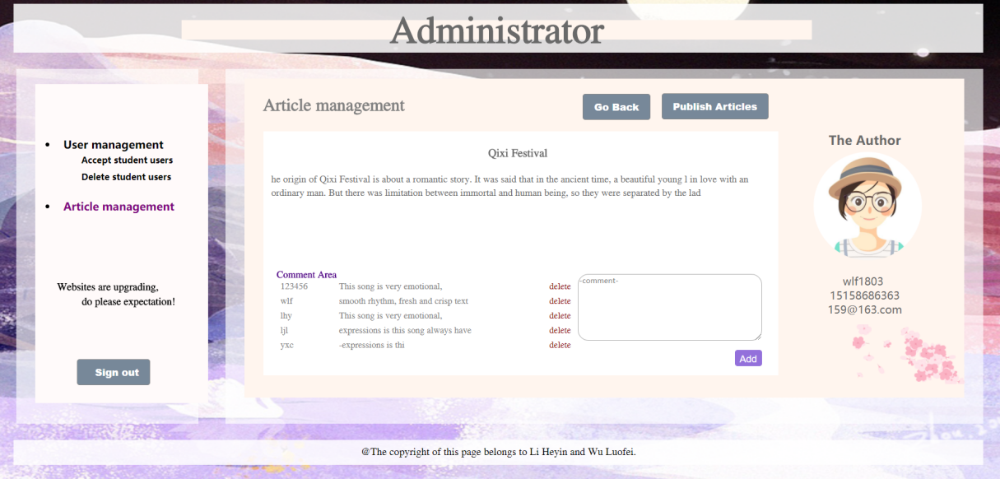 Administrator
User management
Accept student users
Delete student users
Article management
Websites are upgrading,
do please expectation!
Sign out
Article management
Go Back
Publish Articles
Qixi Festival
he origin of Qixi Festival is about a romantic story. It was said that in the ancient time, a beautiful young l in love with an
ordinary man. But there was limitation between immortal and human being, so they were separated by the lad
Comment Area
123456 This song is very emotional, delete
wlf smooth rhythm, fresh and crisp text delete
lhy This song is very emotional, delete
ljl expressions is this song always have delete
yxc -expressions is thi delete
-comment-
Add
The Author
wlf1803
15158686363
159@163.com
@The copyright of this page belongs to Li Heyin and Wu Luofei.